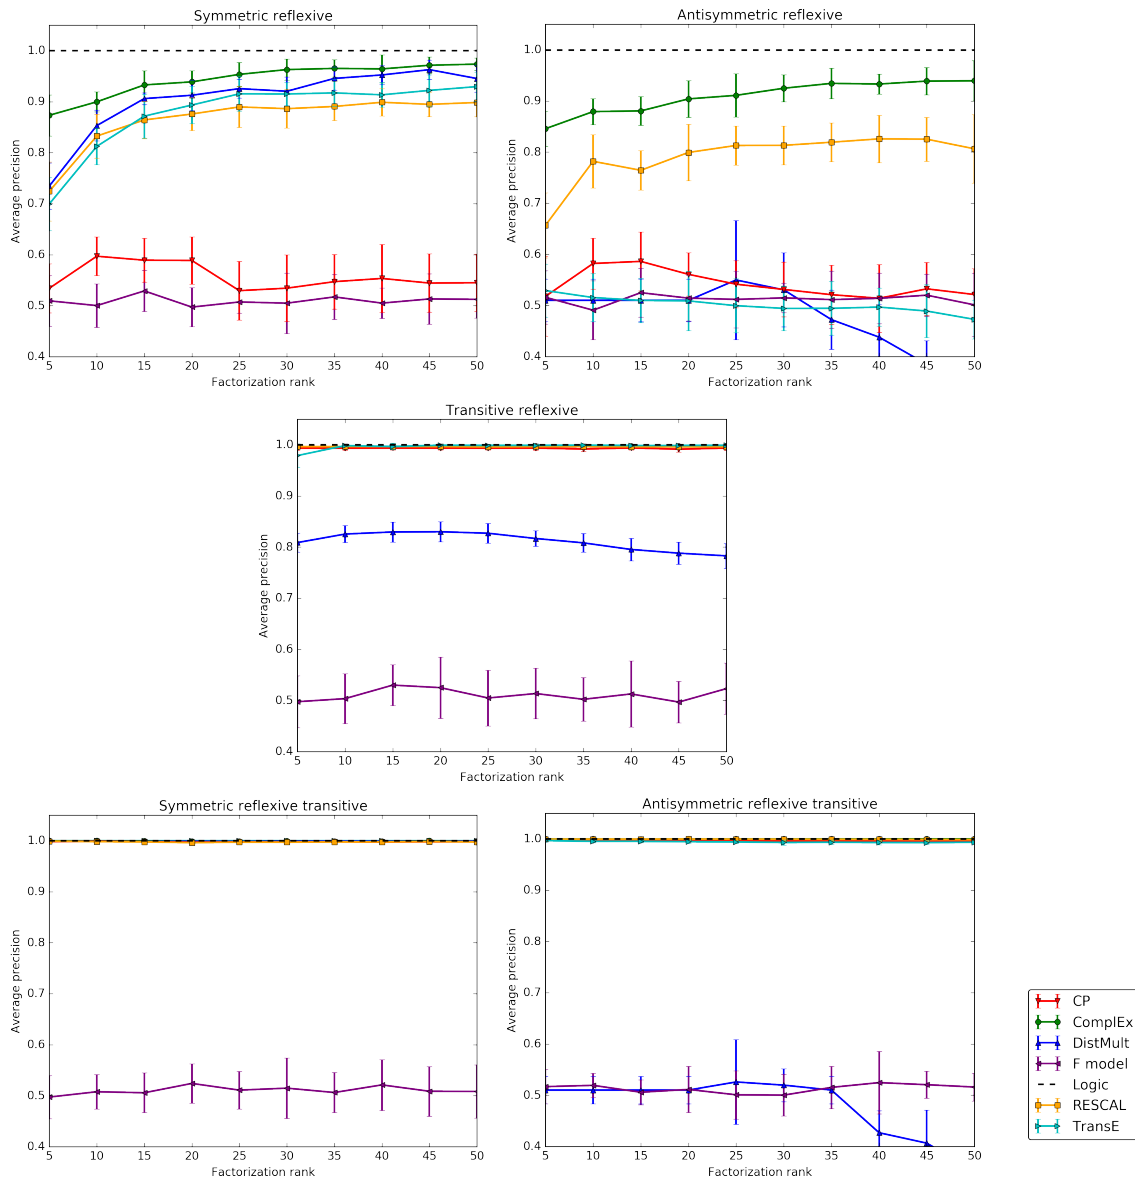 Symmetric reflexive
Antisymmetric reflexive
1.0
0.9
0.8
0.7
0.6
0.5
0.4
Average precision
5 10 15 20 25 30 35 40 45 50
Factorization rank
1.0
0.9
0.8
0.7
0.6
0.5
0.4
Average precision
5 10 15 20 25 30 35 40 45 50
Factorization rank
Transitive reflexive
1.0
0.9
0.8
0.7
0.6
0.5
0.4
Average precision
5 10 15 20 25 30 35 40 45 50
Factorization rank
Symmetric reflexive transitive
Antisymmetric reflexive transitive
1.0
0.9
0.8
0.7
0.6
0.5
0.4
Average precision
5 10 15 20 25 30 35 40 45 50
Factorization rank
1.0
0.9
0.8
0.7
0.6
0.5
0.4
Average precision
5 10 15 20 25 30 35 40 45 50
Factorization rank
CP
ComplEx
DistMult
F model
Logic
RESCAL
TransE